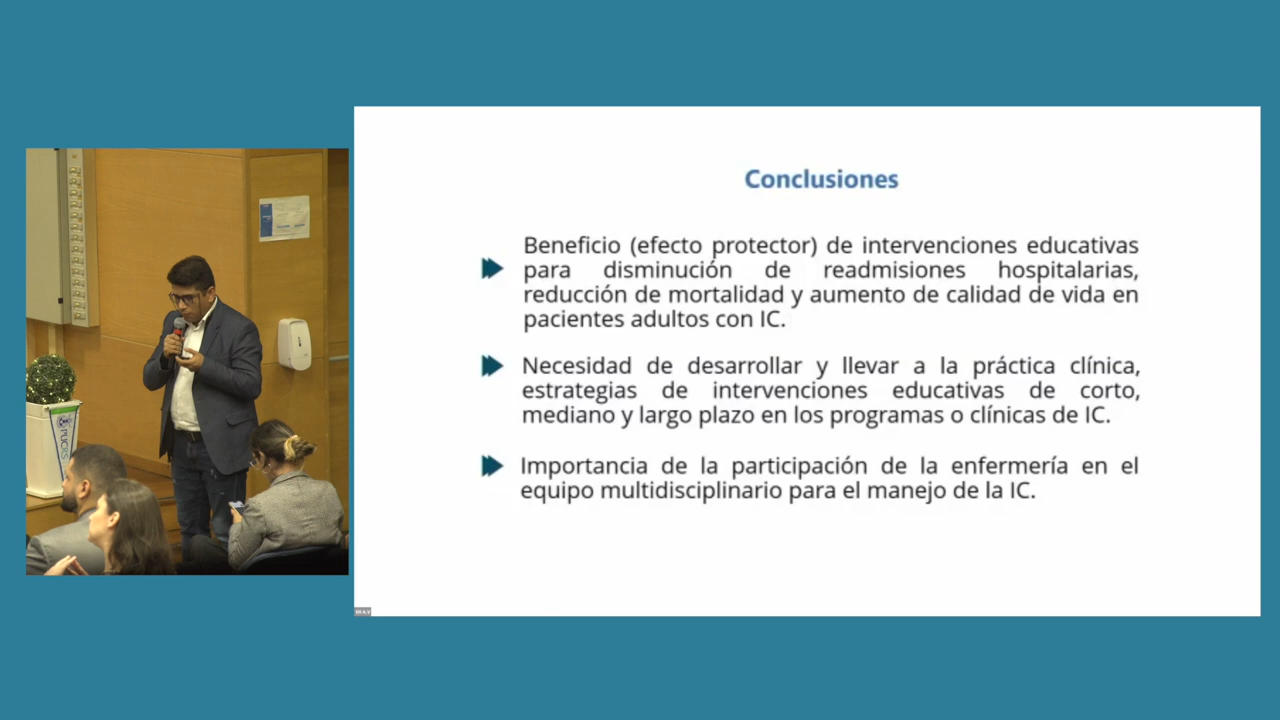 Conclusiones
Beneficio (efecto protector) de intervenciones educativas
para disminución de readmisiones hospitalarias,
reducción de mortalidad y aumento de calidad de vida en
pacientes adultos con IC.
Necesidad de desarrollar y llevar a la práctica clínica,
estrategias de intervenciones educativas de corto,
mediano y largo plazo en los programas o clínicas de IC.
Importancia de la participación de la enfermería en el
equipo multidisciplinario para el manejo de la IC.
PUCRS